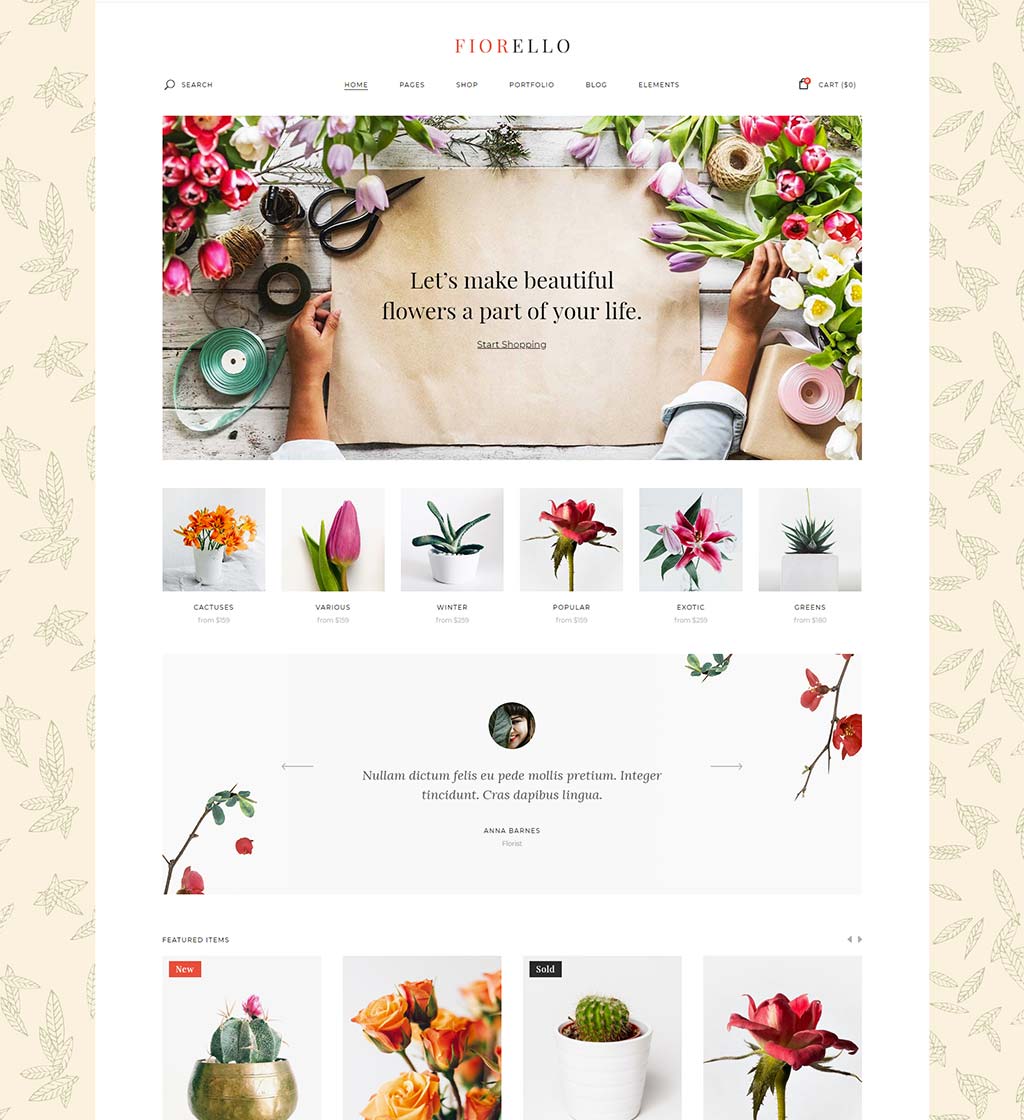 FIORELLO
SEARCH
HOME
PAGES
SHOP
PORTFOLIO
BLOG
ELEMENTS
CART ($0)
Let’s make beautiful
flowers a part of your life.
Start Shopping
CACTUSES
VARIOUS
WINTER
POPULAR
EXOTIC
GREENS
from $159
from $159
from $259
from $159
from $259
from $160
Nullam dictum felis eu pede mollis pretium. Integer
tincidunt. Cras dapibus lingua.
ANNA BARNES
Florist
FEATURED ITEMS
New
Sold